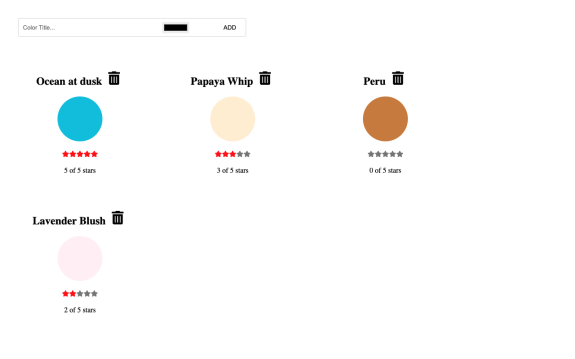 Color Title... ADD
Ocean at dusk Papaya Whip Peru
5 of 5 stars 3 of 5 stars 0 of 5 stars
Lavender Blush
2 of 5 stars